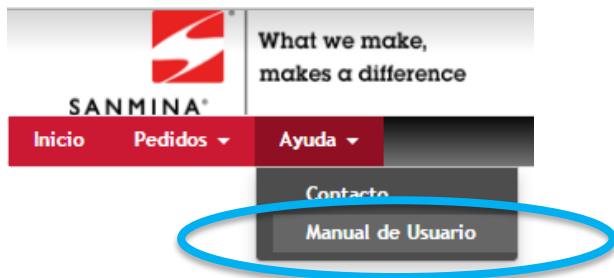 What we make,
makes a difference
SANMINA®
Inicio Pedidos Ayuda
Contacto
Manual de Usuario